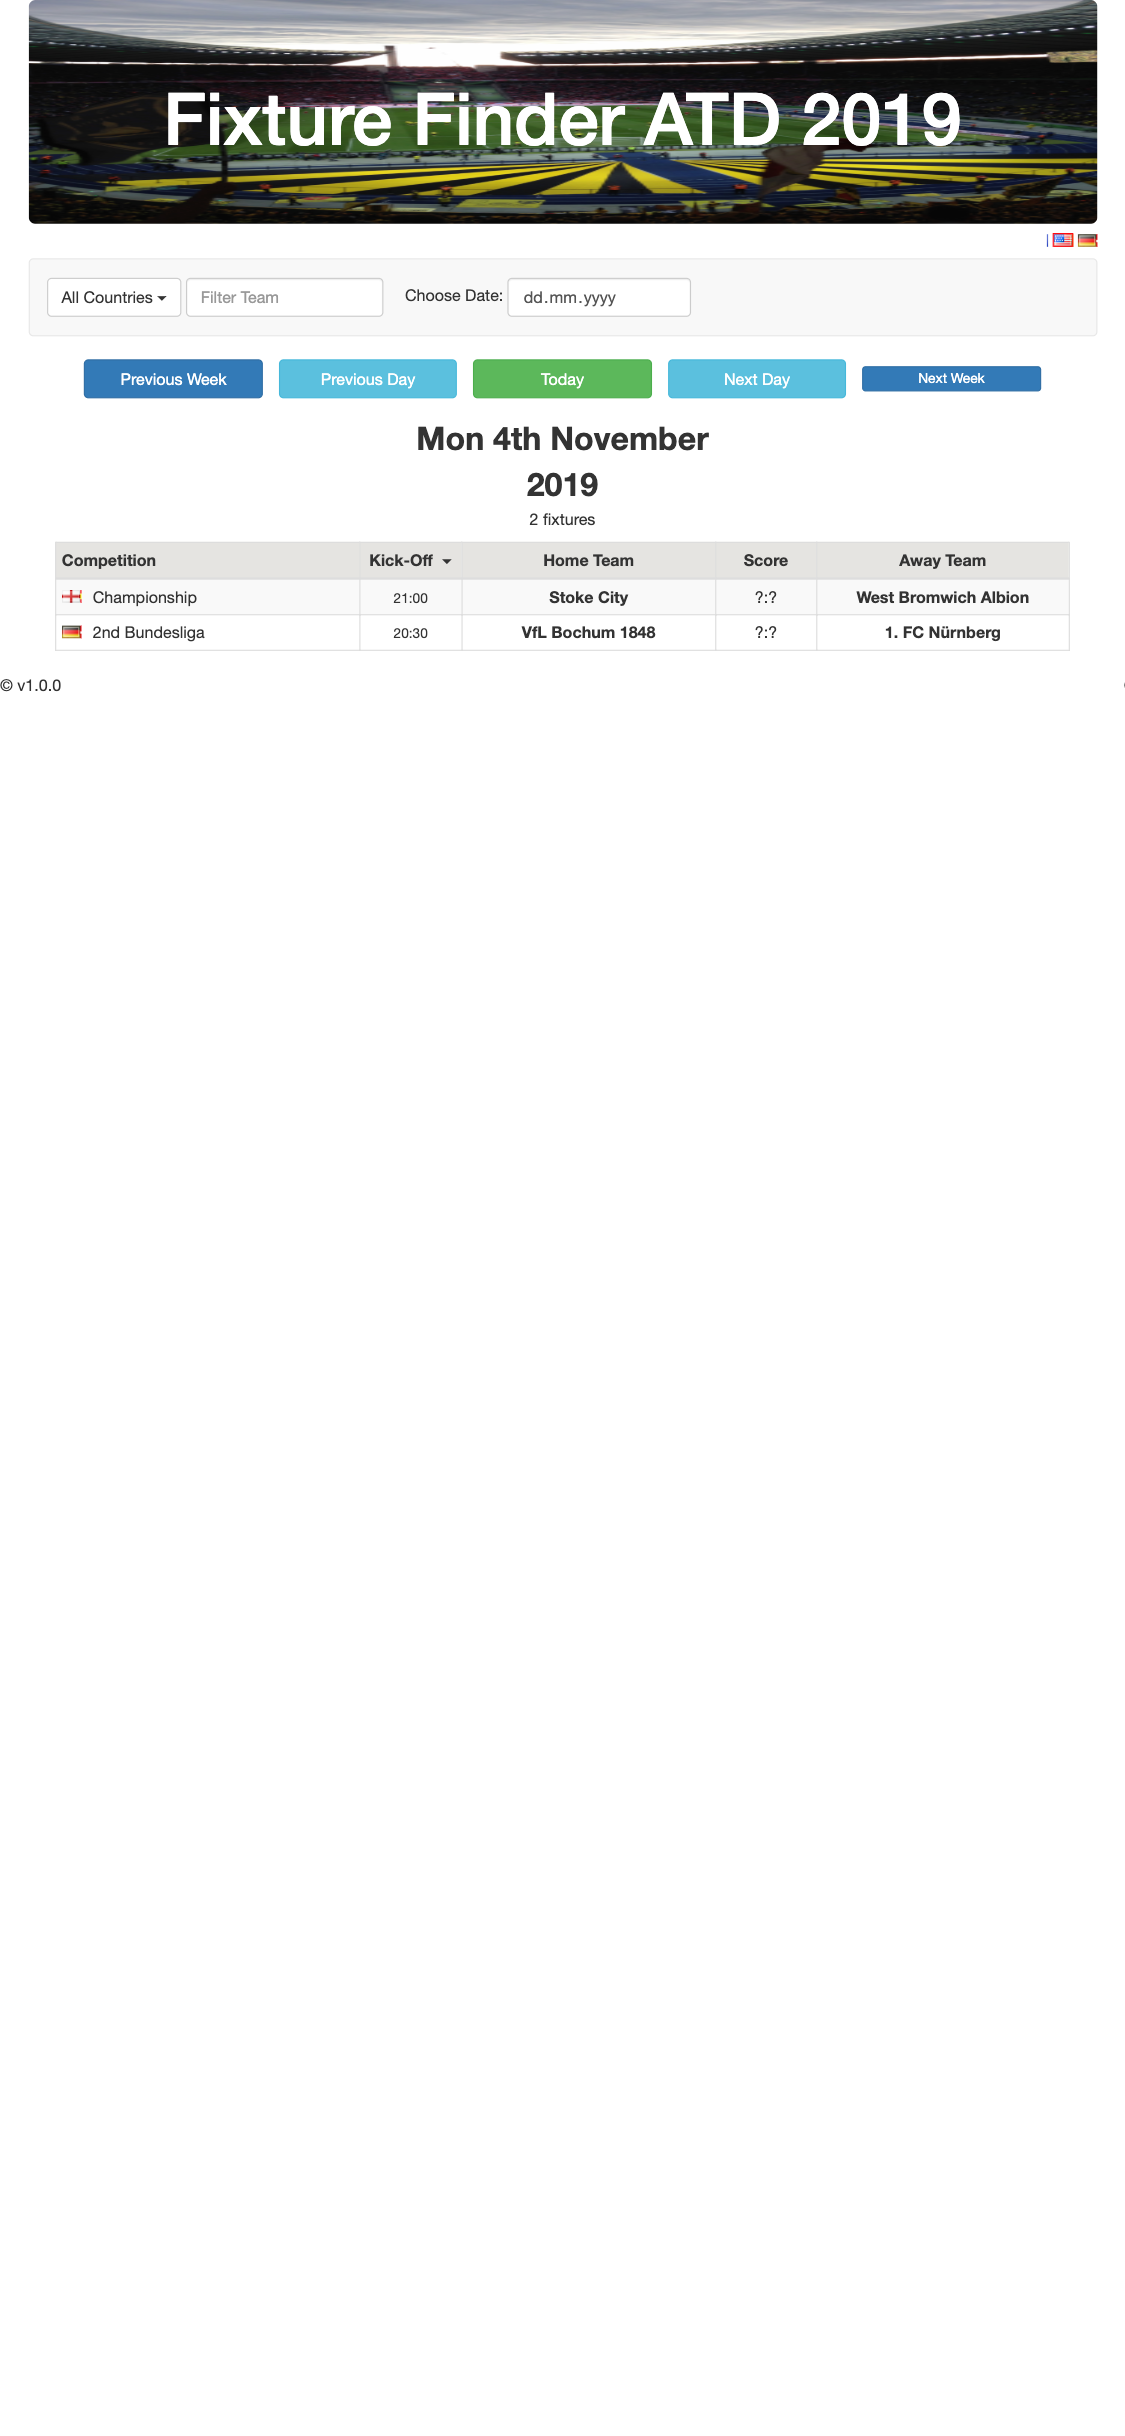 Fixture Finder ATD 2019
|
All Countries Filter Team Choose Date: dd.mm.yyyy
Previous Week Previous Day Today Next Day Next Week
Mon 4th November
2019
2 fixtures
Competition Kick-Off Home Team Score Away Team
Championship 21:00 Stoke City ?:? West Bromwich Albion
2nd Bundesliga 20:30 VfL Bochum 1848 ?:? 1. FC Nürnberg
© v1.0.0